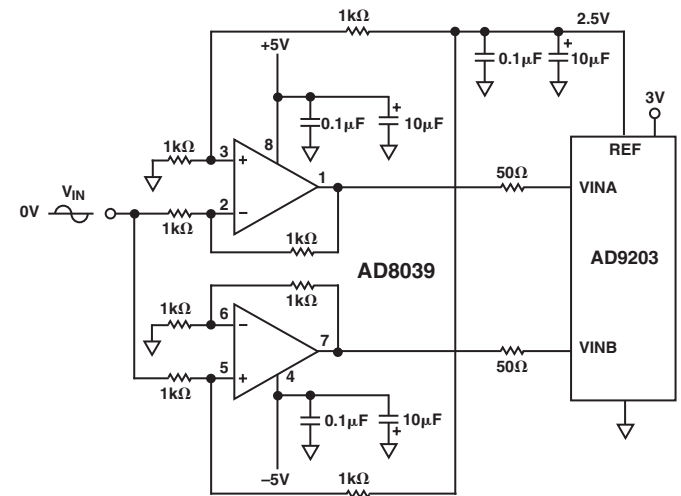 1kΩ
2.5V
+5V
0.1μF
10μF
+
3V
0.1μF
10μF
+
8
REF
1kΩ
3
+
1
50Ω
VINA
VIN
0V
1kΩ
2
−
1kΩ
AD8039
AD9203
1kΩ
1kΩ
6
−
7
50Ω
VINB
5
+
1kΩ
4
0.1μF
10μF
+
−5V
1kΩ